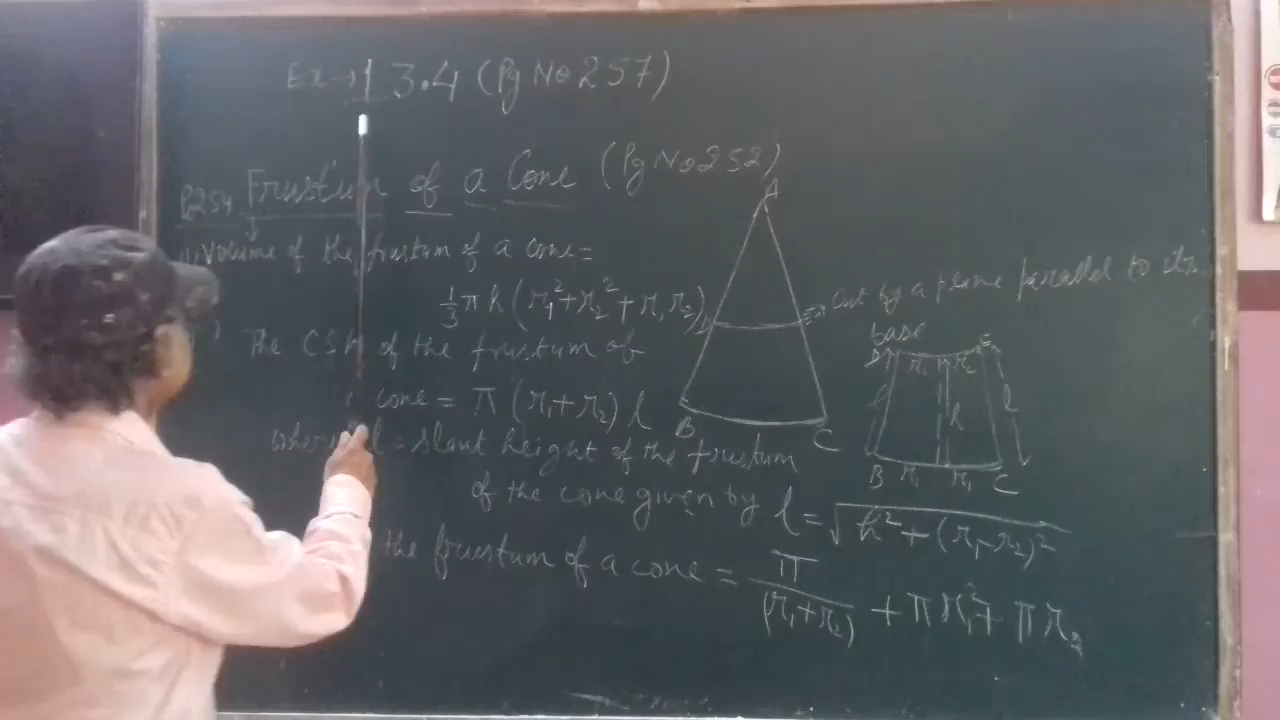 Ex → 13.4 (Pg No 257)
Frustum of a Cone (Pg No 252)
P254
Volume of the frustum of a cone =
1/3 π h (r₁² + r₂² + r₁r₂)
The CSA of the frustum of
cone = π (r₁+r₂) l
where l = slant height of the frustum
of the cone given by l = √h²+(r₁-r₂)²
the frustum of a cone = π/(r₁+r₂) + πr₁² + πr₂
A
B
C
Cut by a plane parallel to its
base
D
E
r₁ r₂
h
l
B r₁ r₁ C